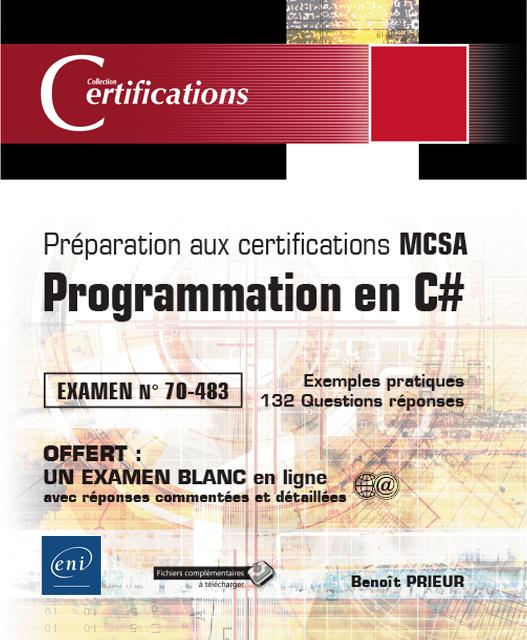 Collection
Certifications
Préparation aux certifications MCSA
Programmation en C#
EXAMEN N° 70-483
Exemples pratiques
132 Questions réponses
OFFERT :
UN EXAMEN BLANC en ligne
avec réponses commentées et détaillées
@
eni
Fichiers complémentaires
à télécharger
Benoît PRIEUR